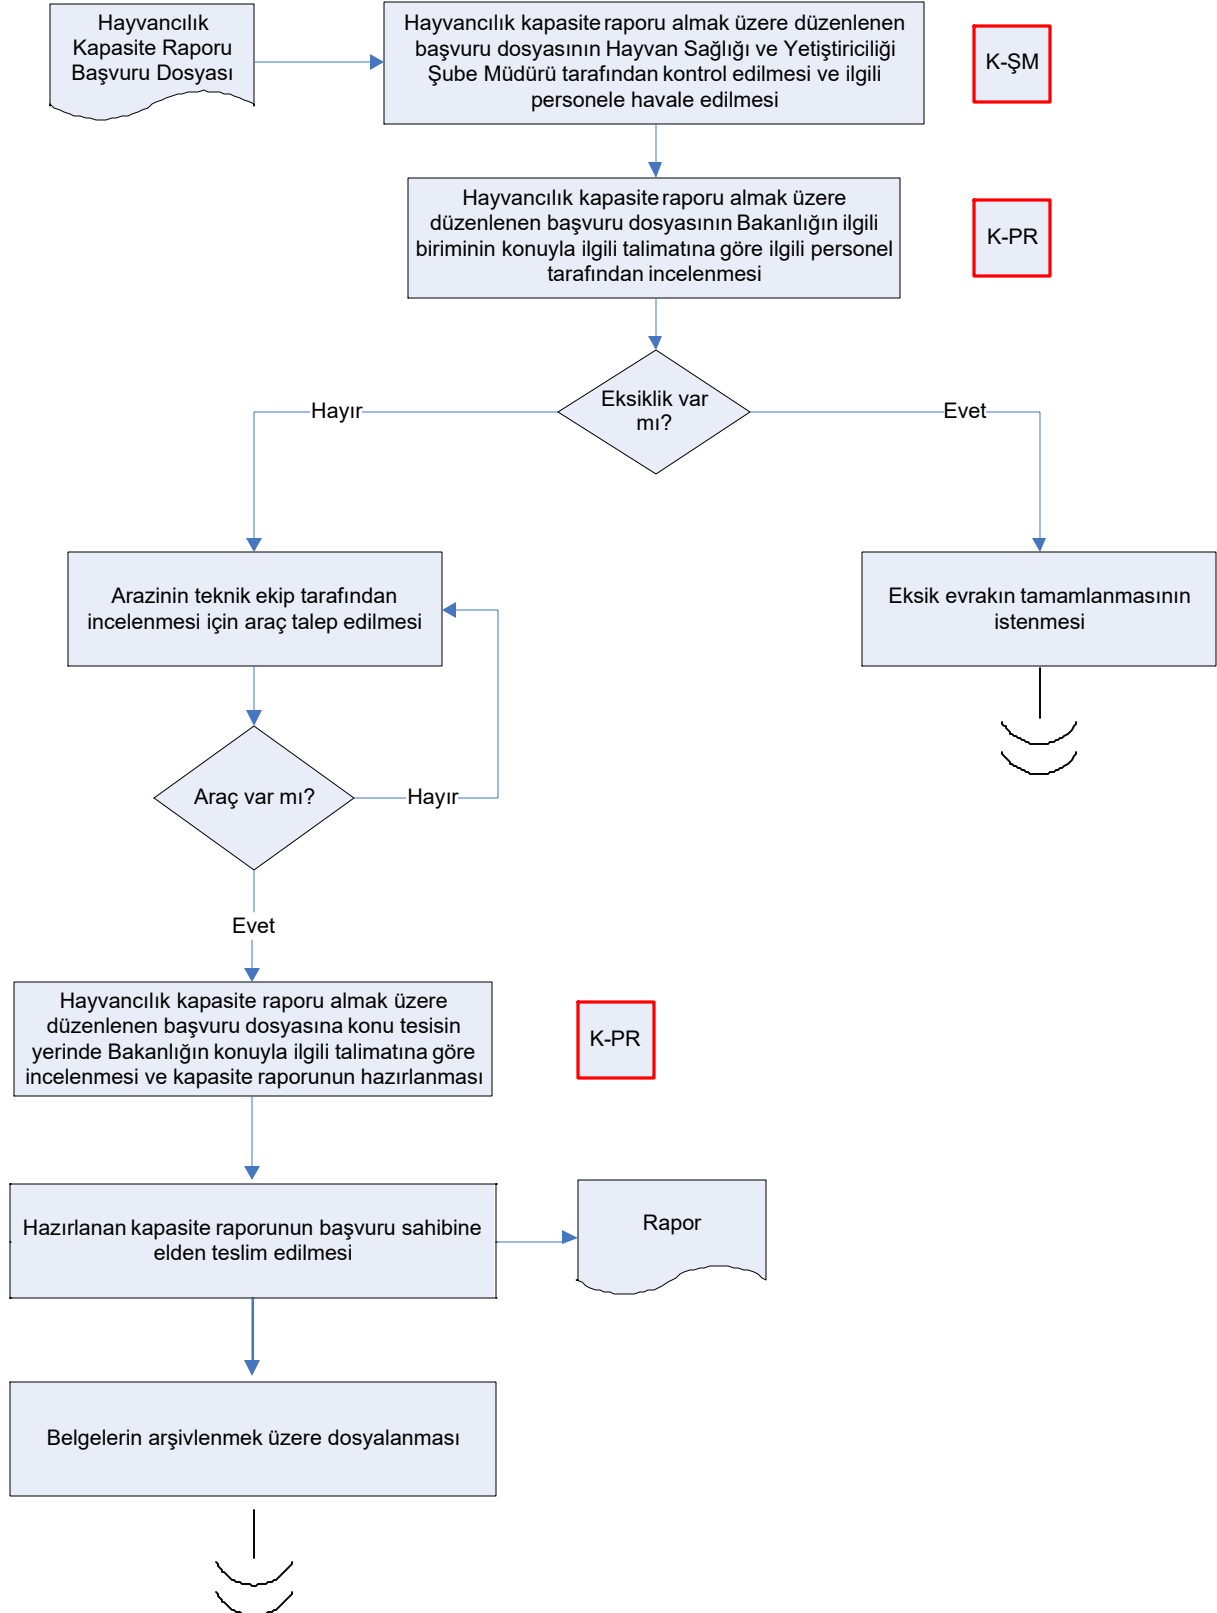 Hayvancılık
Kapasite Raporu
Başvuru Dosyası
Hayvancılık kapasite raporu almak üzere düzenlenen
başvuru dosyasının Hayvan Sağlığı ve Yetiştiriciliği
Şube Müdürü tarafından kontrol edilmesi ve ilgili
personele havale edilmesi
K-ŞM
Hayvancılık kapasite raporu almak üzere
düzenlenen başvuru dosyasının Bakanlığın ilgili
biriminin konuyla ilgili talimatına göre ilgili personel
tarafından incelenmesi
K-PR
Eksiklik var
mı?
Hayır
Evet
Arazinin teknik ekip tarafından
incelenmesi için araç talep edilmesi
Eksik evrakın tamamlanmasının
istenmesi
Araç var mı?
Hayır
Evet
Hayvancılık kapasite raporu almak üzere
düzenlenen başvuru dosyasına konu tesisin
yerinde Bakanlığın konuyla ilgili talimatına göre
incelenmesi ve kapasite raporunun hazırlanması
K-PR
Hazırlanan kapasite raporunun başvuru sahibine
elden teslim edilmesi
Rapor
Belgelerin arşivlenmek üzere dosyalanması